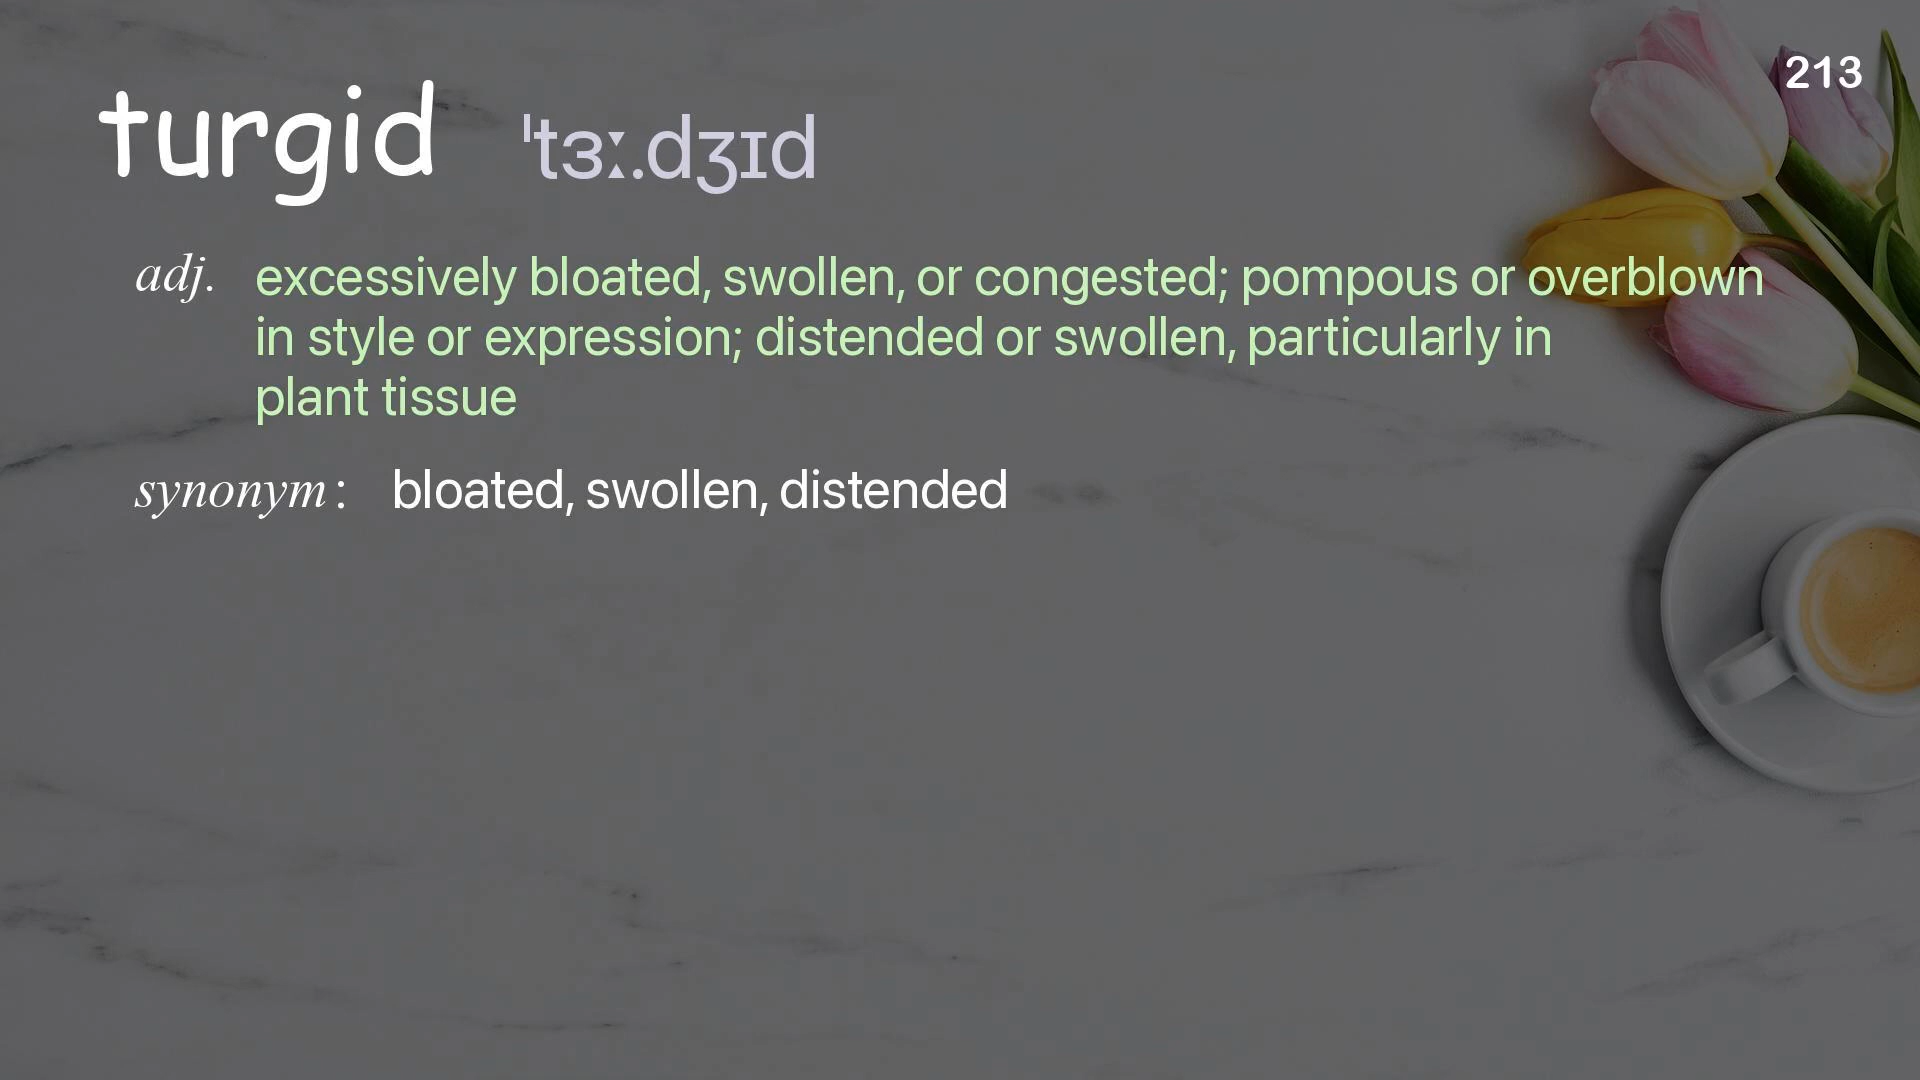 213
turgid ˈtɜː.dʒɪd
adj. excessively bloated, swollen, or congested; pompous or overblown
in style or expression; distended or swollen, particularly in
plant tissue
synonym : bloated, swollen, distended